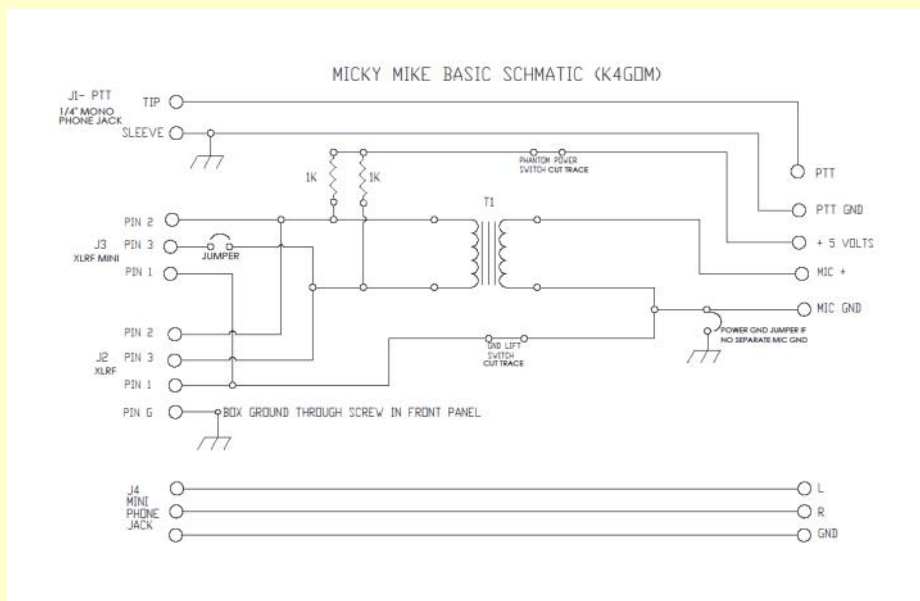 MICKY MIKE BASIC SCHMATIC (K4GOM)
J1- PTT
1/4" MONO
PHONE JACK
TIP
SLEEVE
1K
1K
PHANTOM POWER
SWITCH CUT TRACE
T1
PTT
PTT GND
+ 5 VOLTS
MIC +
MIC GND
PIN 2
J3
XLRF MINI
PIN 3
JUMPER
PIN 1
PIN 2
J2
XLRF
PIN 3
PIN 1
GND LIFT
SWITCH
CUT TRACE
POWER GND JUMPER IF
NO SEPARATE MIC GND
PIN G
BOX GROUND THROUGH SCREW IN FRONT PANEL
J4
MINI
PHONE
JACK
L
R
GND